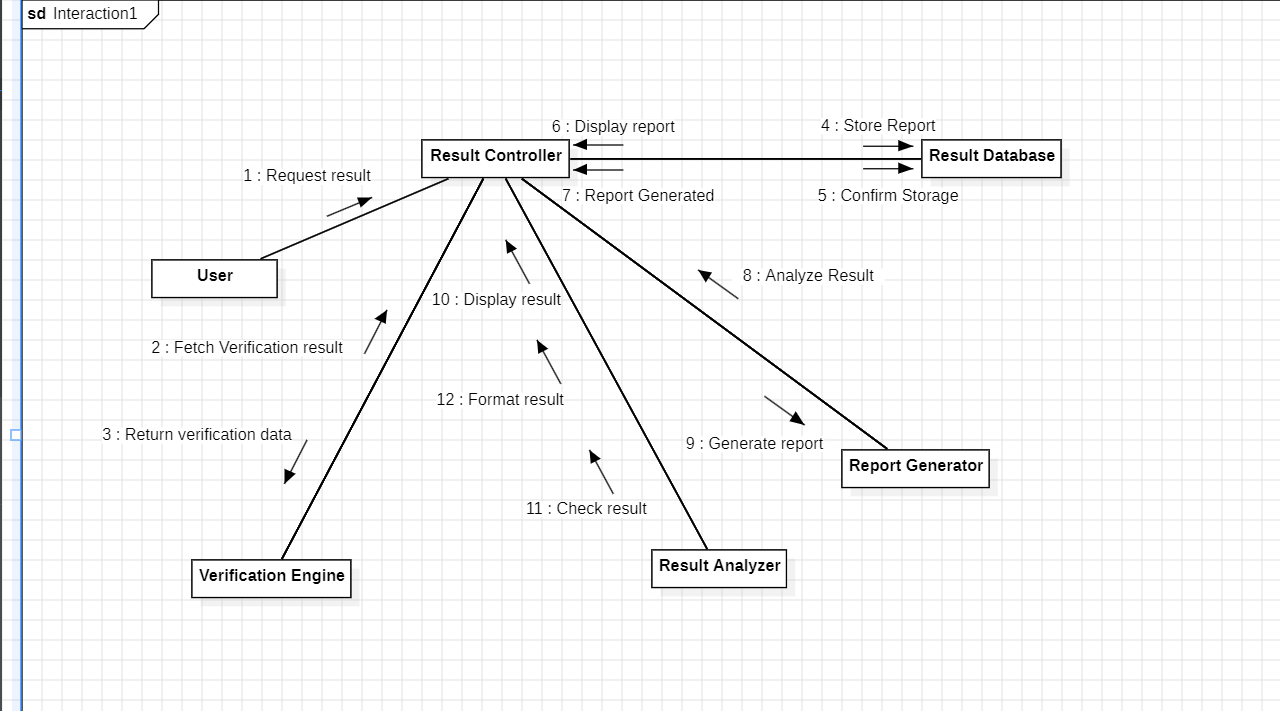 sd Interaction1
6 : Display report
4 : Store Report
Result Controller
Result Database
1 : Request result
7 : Report Generated
5 : Confirm Storage
User
8 : Analyze Result
10 : Display result
2 : Fetch Verification result
12 : Format result
3 : Return verification data
9 : Generate report
Report Generator
11 : Check result
Result Analyzer
Verification Engine